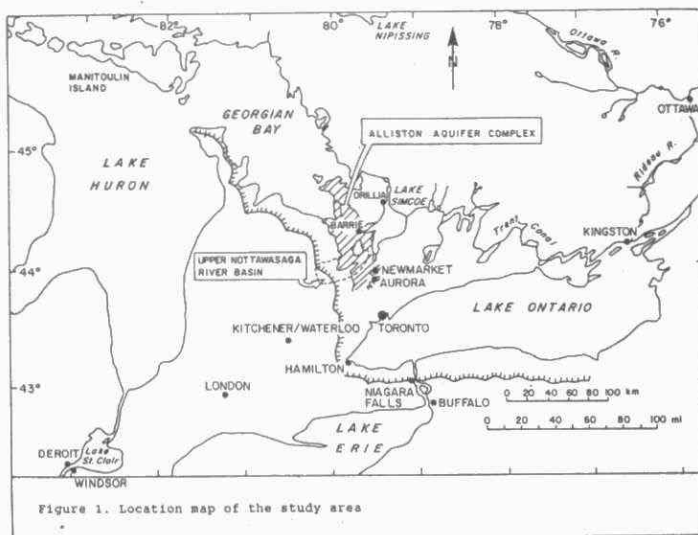 82°
80°
78°
76°
LAKE
NIPISSING
Ottawa R.
N
MANITOULIN
ISLAND
OTTAWA
GEORGIAN
BAY
ALLISTON AQUIFER COMPLEX
45°
LAKE
HURON
Rideau R.
ORILLIA
LAKE
SIMCOE
BARRIE
Trent Canal
KINGSTON
UPPER NOTTAWASAGA
RIVER BASIN
44°
NEWMARKET
AURORA
LAKE ONTARIO
KITCHENER/WATERLOO
TORONTO
HAMILTON
43°
LONDON
NIAGARA
FALLS
BUFFALO
0 20 40 60 80 100 km
0 20 40 60 80 100 mi
LAKE
ERIE
Lake
St. Clair
DEROIT
WINDSOR
Figure 1. Location map of the study area